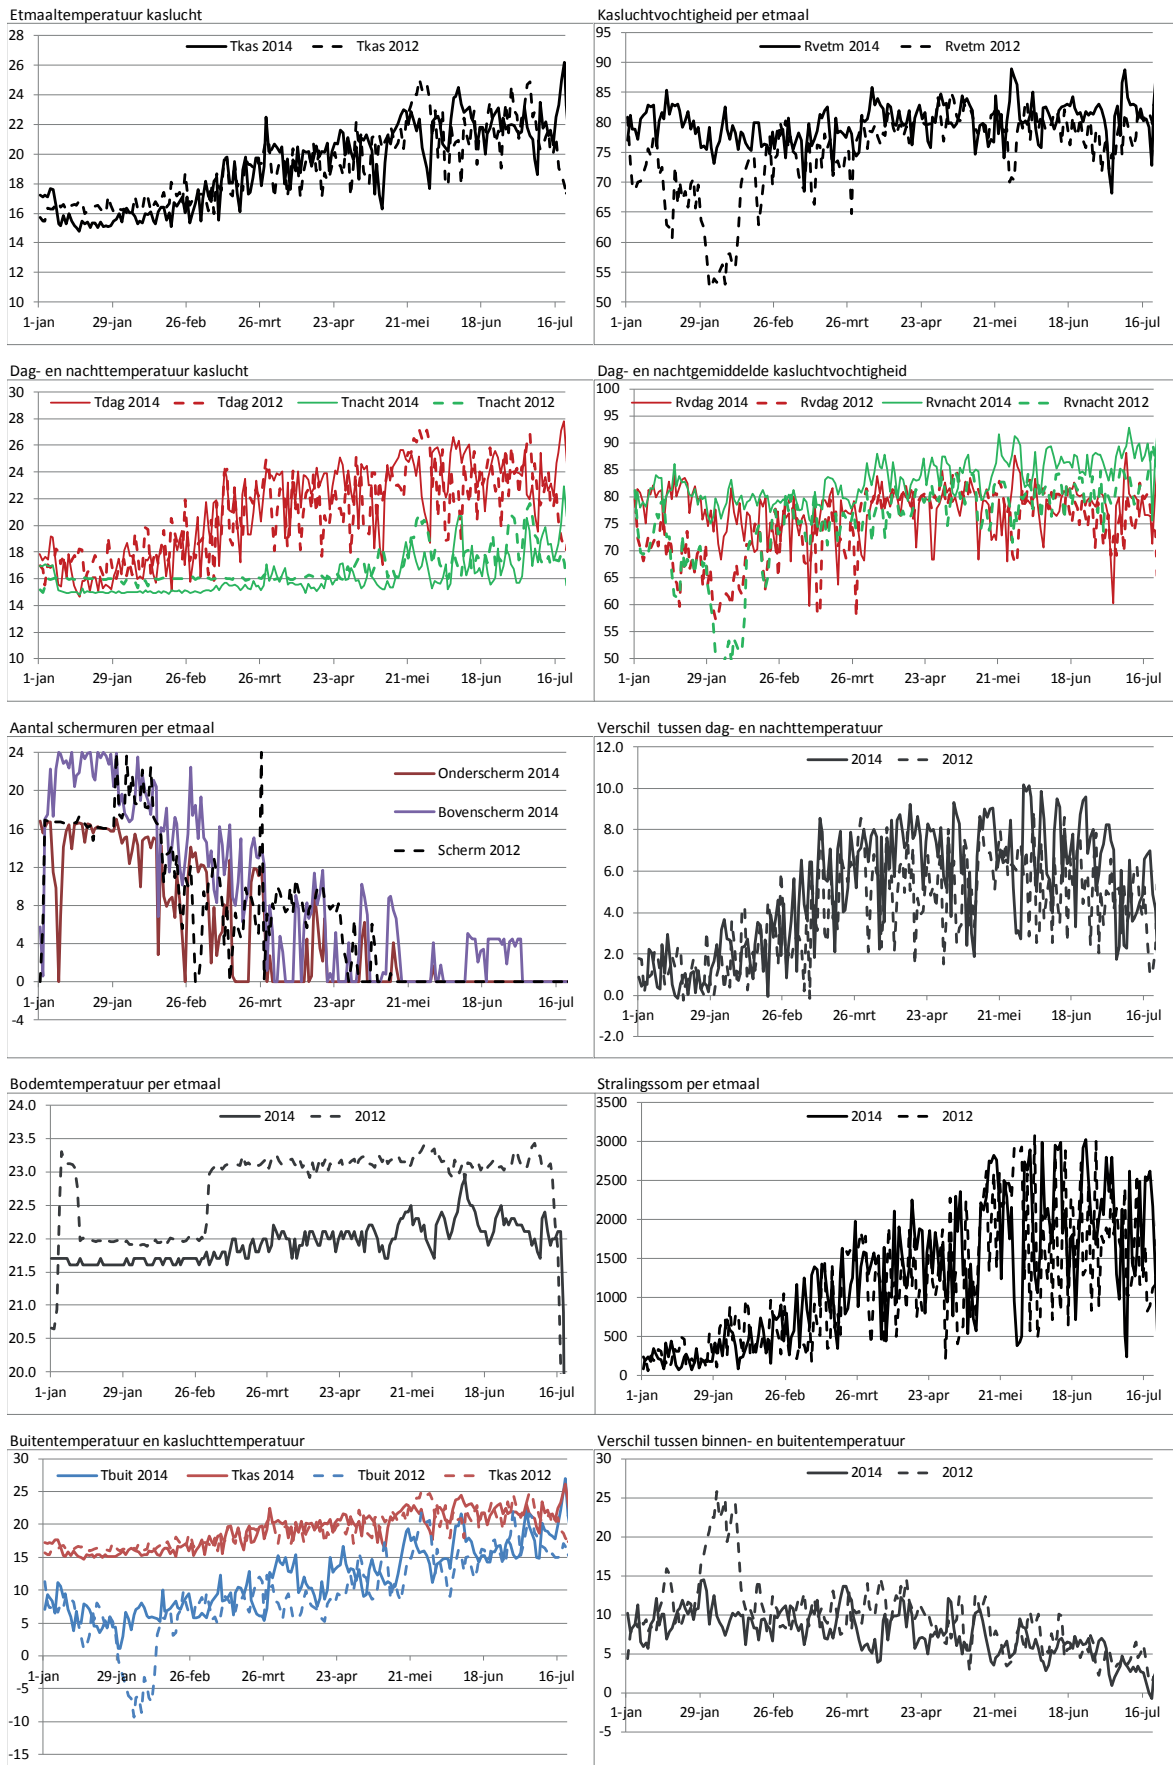 Etmaaltemperatuur kaslucht
Tkas 2014
Tkas 2012
28
26
24
22
20
18
16
14
12
10
1-jan
29-jan
26-feb
26-mrt
23-apr
21-mei
18-jun
16-jul
Kasluchtvochtigheid per etmaal
Rvetm 2014
Rvetm 2012
95
90
85
80
75
70
65
60
55
50
1-jan
29-jan
26-feb
26-mrt
23-apr
21-mei
18-jun
16-jul
Dag- en nachttemperatuur kaslucht
Tdag 2014
Tdag 2012
Tnacht 2014
Tnacht 2012
30
28
26
24
22
20
18
16
14
12
10
1-jan
29-jan
26-feb
26-mrt
23-apr
21-mei
18-jun
16-jul
Dag- en nachtgemiddelde kasluchtvochtigheid
Rvdag 2014
Rvdag 2012
Rvnacht 2014
Rvnacht 2012
100
95
90
85
80
75
70
65
60
55
50
1-jan
29-jan
26-feb
26-mrt
23-apr
21-mei
18-jun
16-jul
Aantal schermuren per etmaal
Onderscherm 2014
Bovenscherm 2014
Scherm 2012
24
20
16
12
8
4
0
-4
1-jan
29-jan
26-feb
26-mrt
23-apr
21-mei
18-jun
16-jul
Verschil tussen dag- en nachttemperatuur
2014
2012
12.0
10.0
8.0
6.0
4.0
2.0
0.0
-2.0
1-jan
29-jan
26-feb
26-mrt
23-apr
21-mei
18-jun
16-jul
Bodemtemperatuur per etmaal
2014
2012
24.0
23.5
23.0
22.5
22.0
21.5
21.0
20.5
20.0
1-jan
29-jan
26-feb
26-mrt
23-apr
21-mei
18-jun
16-jul
Stralingssom per etmaal
2014
2012
3500
3000
2500
2000
1500
1000
500
0
1-jan
29-jan
26-feb
26-mrt
23-apr
21-mei
18-jun
16-jul
Buitentemperatuur en kasluchttemperatuur
Tbuit 2014
Tkas 2014
Tbuit 2012
Tkas 2012
30
25
20
15
10
5
0
-5
-10
-15
1-jan
29-jan
26-feb
26-mrt
23-apr
21-mei
18-jun
16-jul
Verschil tussen binnen- en buitentemperatuur
2014
2012
30
25
20
15
10
5
0
-5
1-jan
29-jan
26-feb
26-mrt
23-apr
21-mei
18-jun
16-jul